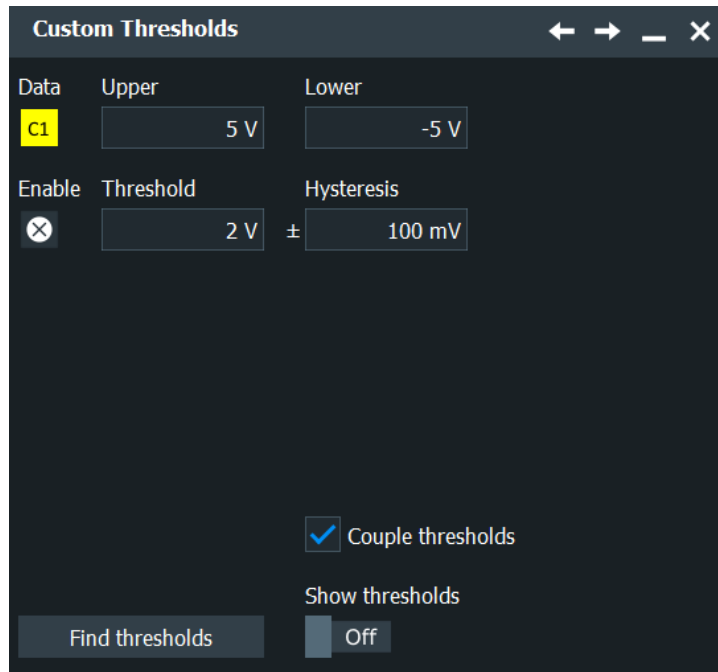 Custom Thresholds
Data Upper Lower
C1 5 V -5 V
Enable Threshold Hysteresis
2 V ± 100 mV
Couple thresholds
Show thresholds
Find thresholds Off